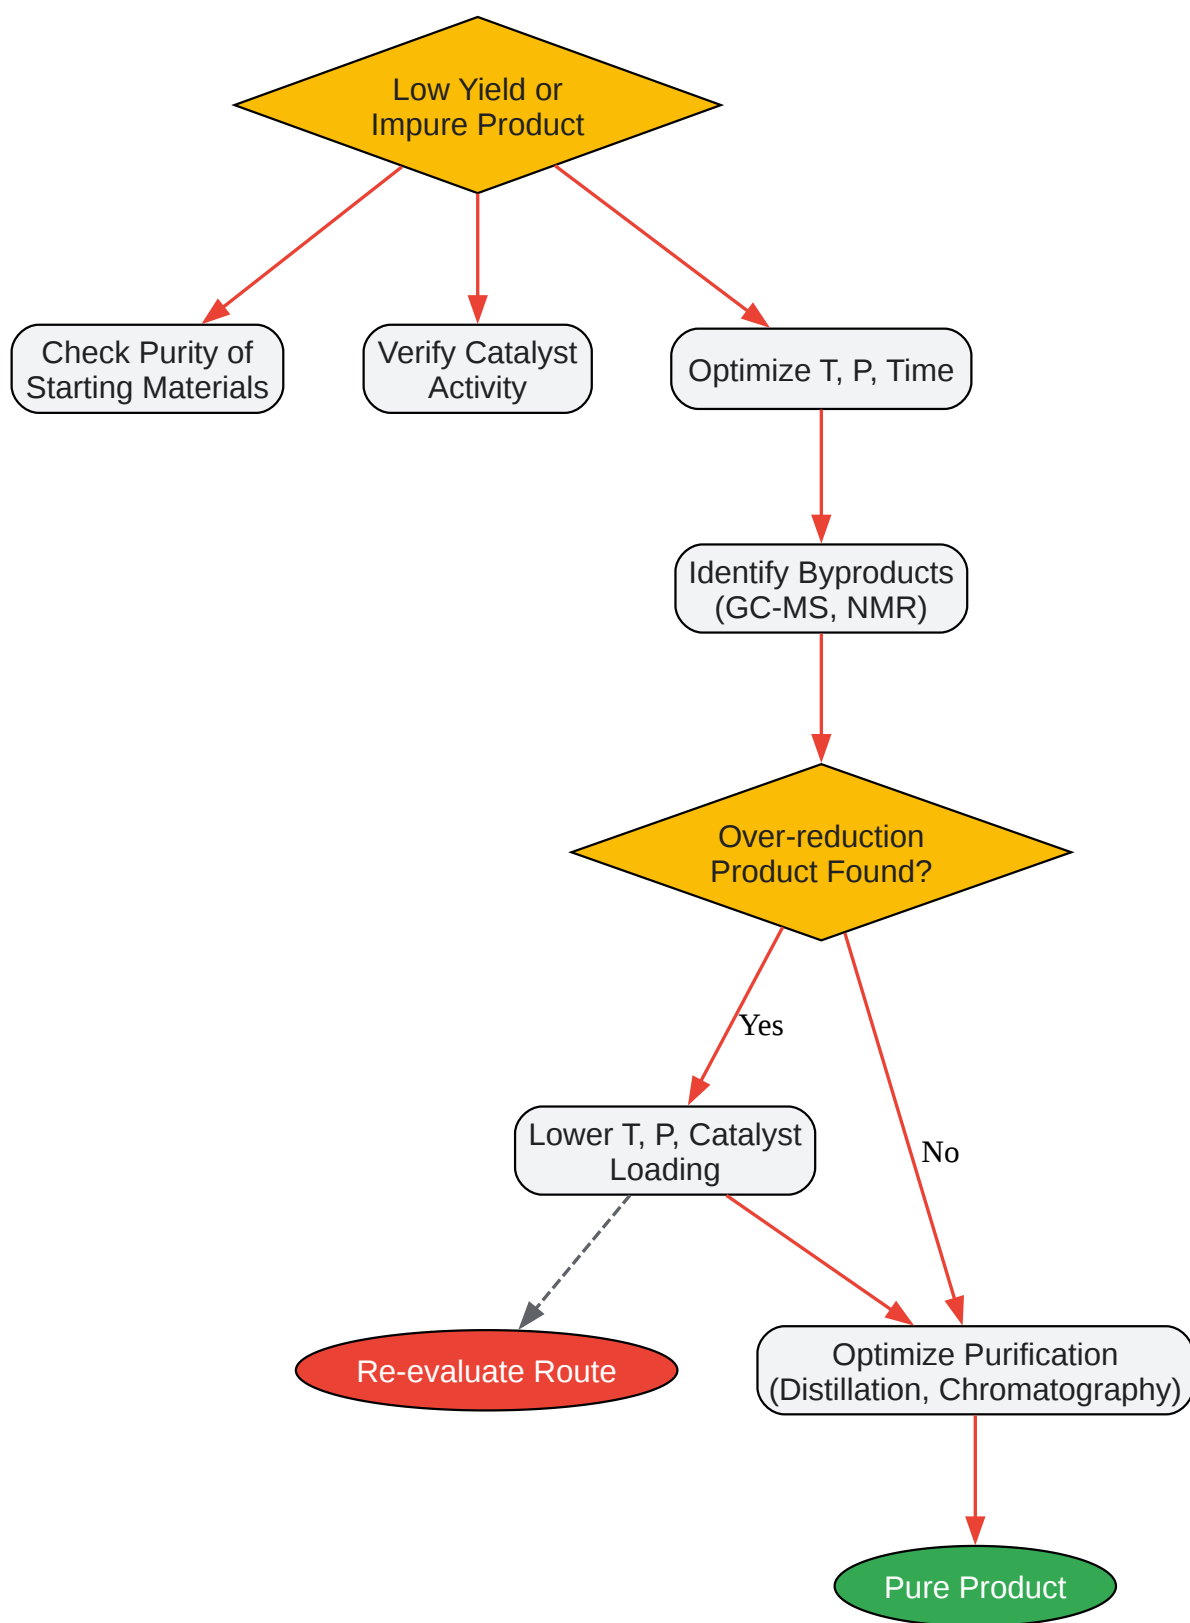 Low Yield or
Impure Product
Check Purity of
Starting Materials
Verify Catalyst
Activity
Optimize T, P, Time
Identify Byproducts
(GC-MS, NMR)
Over-reduction
Product Found?
Yes
Lower T, P, Catalyst
Loading
No
Re-evaluate Route
Optimize Purification
(Distillation, Chromatography)
Pure Product